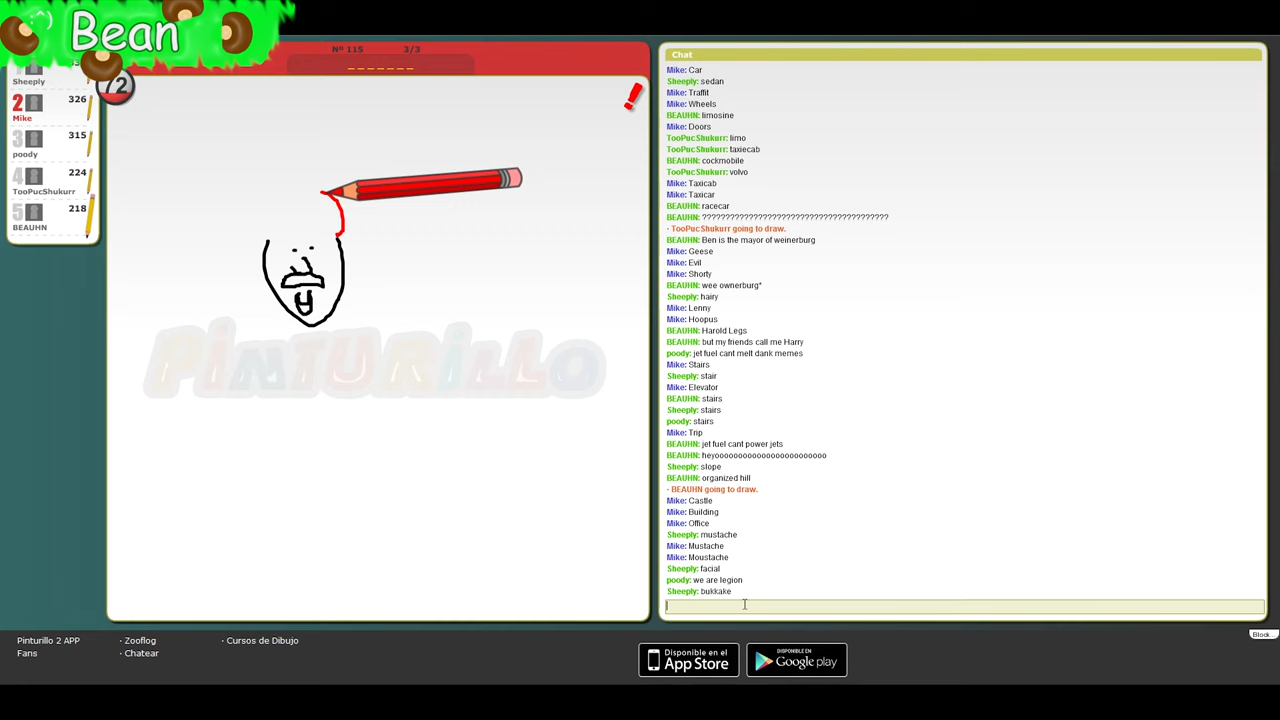 Bean
Nº 115 3/3
_ _ _ _ _ _ _
72
Sheeply
2 326
Mike
3 315
poody
4 224
TooPucShukurr
5 218
BEAUHN
!
PINTURILLO
Chat
Mike: Car
Sheeply: sedan
Mike: Traffit
Mike: Wheels
BEAUHN: limosine
Mike: Doors
TooPucShukurr: limo
TooPucShukurr: taxiecab
BEAUHN: cockmobile
TooPucShukurr: volvo
Mike: Taxicab
Mike: Taxicar
BEAUHN: racecar
BEAUHN: ????????????????????????????????????????
- TooPucShukurr going to draw.
BEAUHN: Ben is the mayor of weinerburg
Mike: Geese
Mike: Evil
Mike: Shorty
BEAUHN: wee ownerburg*
Sheeply: hairy
Mike: Lenny
Mike: Hoopus
BEAUHN: Harold Legs
BEAUHN: but my friends call me Harry
poody: jet fuel cant melt dank memes
Mike: Stairs
Sheeply: stair
Mike: Elevator
BEAUHN: stairs
Sheeply: stairs
poody: stairs
Mike: Trip
BEAUHN: jet fuel cant power jets
BEAUHN: heyoooooooooooooooooooooooo
Sheeply: slope
BEAUHN: organized hill
- BEAUHN going to draw.
Mike: Castle
Mike: Building
Mike: Office
Sheeply: mustache
Mike: Mustache
Mike: Moustache
Sheeply: facial
poody: we are legion
Sheeply: bukkake
Block...
Pinturillo 2 APP · Zooflog · Cursos de Dibujo
Fans · Chatear
Disponible en el
App Store
DISPONIBLE EN
Google play